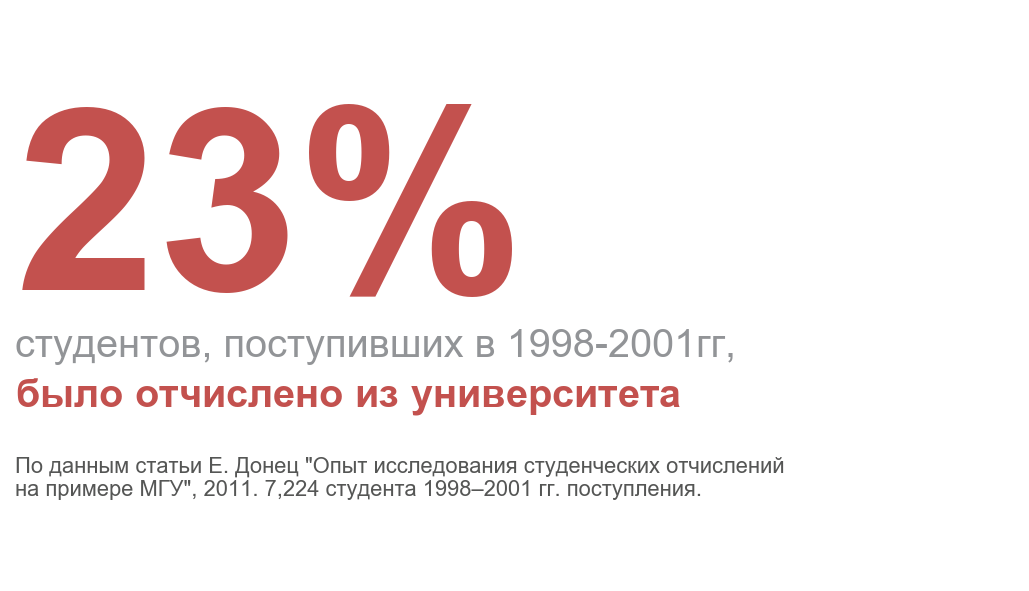 23%
студентов, поступивших в 1998-2001гг,
было отчислено из университета
По данным статьи Е. Донец "Опыт исследования студенческих отчислений
на примере МГУ", 2011. 7,224 студента 1998–2001 гг. поступления.